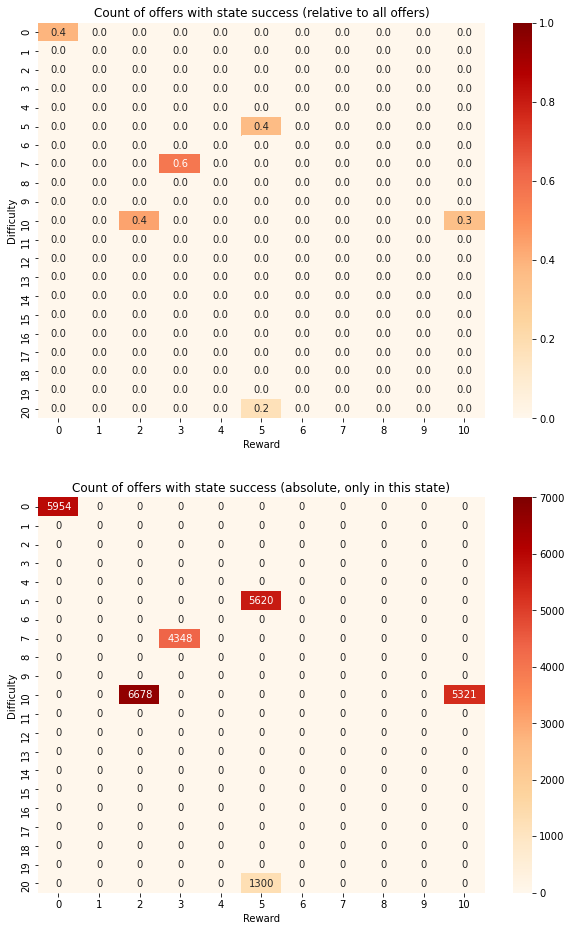 Count of offers with state success (relative to all offers)
0 0.4 0.0 0.0 0.0 0.0 0.0 0.0 0.0 0.0 0.0 0.0
1 0.0 0.0 0.0 0.0 0.0 0.0 0.0 0.0 0.0 0.0 0.0
2 0.0 0.0 0.0 0.0 0.0 0.0 0.0 0.0 0.0 0.0 0.0
3 0.0 0.0 0.0 0.0 0.0 0.0 0.0 0.0 0.0 0.0 0.0
4 0.0 0.0 0.0 0.0 0.0 0.0 0.0 0.0 0.0 0.0 0.0
5 0.0 0.0 0.0 0.0 0.0 0.4 0.0 0.0 0.0 0.0 0.0
6 0.0 0.0 0.0 0.0 0.0 0.0 0.0 0.0 0.0 0.0 0.0
7 0.0 0.0 0.0 0.6 0.0 0.0 0.0 0.0 0.0 0.0 0.0
8 0.0 0.0 0.0 0.0 0.0 0.0 0.0 0.0 0.0 0.0 0.0
9 0.0 0.0 0.0 0.0 0.0 0.0 0.0 0.0 0.0 0.0 0.0
10 0.0 0.0 0.4 0.0 0.0 0.0 0.0 0.0 0.0 0.0 0.3
11 0.0 0.0 0.0 0.0 0.0 0.0 0.0 0.0 0.0 0.0 0.0
12 0.0 0.0 0.0 0.0 0.0 0.0 0.0 0.0 0.0 0.0 0.0
13 0.0 0.0 0.0 0.0 0.0 0.0 0.0 0.0 0.0 0.0 0.0
14 0.0 0.0 0.0 0.0 0.0 0.0 0.0 0.0 0.0 0.0 0.0
15 0.0 0.0 0.0 0.0 0.0 0.0 0.0 0.0 0.0 0.0 0.0
16 0.0 0.0 0.0 0.0 0.0 0.0 0.0 0.0 0.0 0.0 0.0
17 0.0 0.0 0.0 0.0 0.0 0.0 0.0 0.0 0.0 0.0 0.0
18 0.0 0.0 0.0 0.0 0.0 0.0 0.0 0.0 0.0 0.0 0.0
19 0.0 0.0 0.0 0.0 0.0 0.0 0.0 0.0 0.0 0.0 0.0
20 0.0 0.0 0.0 0.0 0.0 0.2 0.0 0.0 0.0 0.0 0.0
0 1 2 3 4 5 6 7 8 9 10
Reward
Difficulty
1.0
0.8
0.6
0.4
0.2
0.0
Count of offers with state success (absolute, only in this state)
0 5954 0 0 0 0 0 0 0 0 0 0
1 0 0 0 0 0 0 0 0 0 0 0
2 0 0 0 0 0 0 0 0 0 0 0
3 0 0 0 0 0 0 0 0 0 0 0
4 0 0 0 0 0 0 0 0 0 0 0
5 0 0 0 0 0 5620 0 0 0 0 0
6 0 0 0 0 0 0 0 0 0 0 0
7 0 0 0 4348 0 0 0 0 0 0 0
8 0 0 0 0 0 0 0 0 0 0 0
9 0 0 0 0 0 0 0 0 0 0 0
10 0 0 6678 0 0 0 0 0 0 0 5321
11 0 0 0 0 0 0 0 0 0 0 0
12 0 0 0 0 0 0 0 0 0 0 0
13 0 0 0 0 0 0 0 0 0 0 0
14 0 0 0 0 0 0 0 0 0 0 0
15 0 0 0 0 0 0 0 0 0 0 0
16 0 0 0 0 0 0 0 0 0 0 0
17 0 0 0 0 0 0 0 0 0 0 0
18 0 0 0 0 0 0 0 0 0 0 0
19 0 0 0 0 0 0 0 0 0 0 0
20 0 0 0 0 0 1300 0 0 0 0 0
0 1 2 3 4 5 6 7 8 9 10
Reward
Difficulty
7000
6000
5000
4000
3000
2000
1000
0